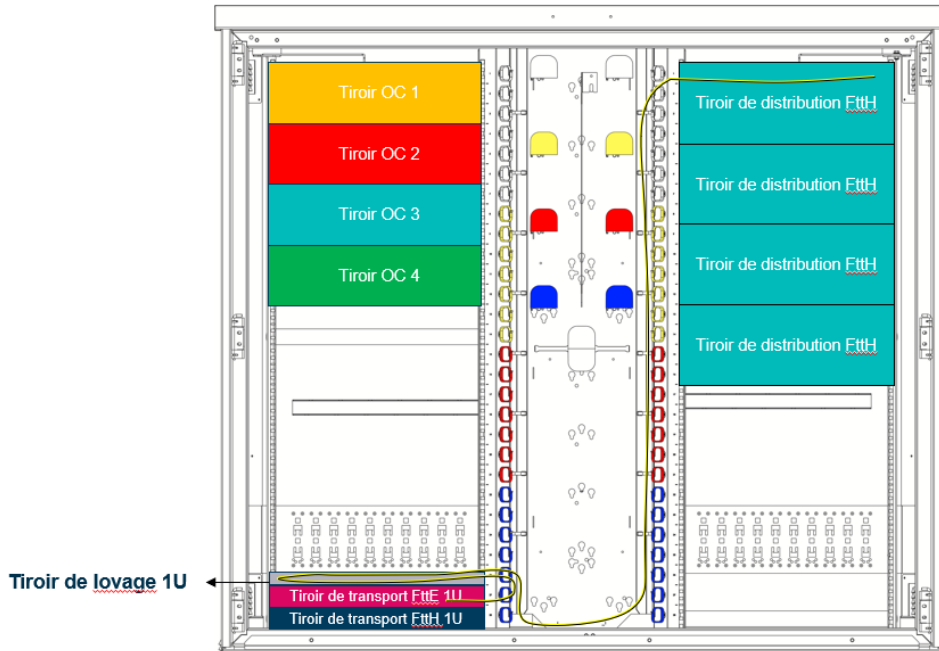 Tiroir OC 1
Tiroir OC 2
Tiroir OC 3
Tiroir OC 4
Tiroir de distribution FttH
Tiroir de distribution FttH
Tiroir de distribution FttH
Tiroir de distribution FttH
Tiroir de lovage 1U
Tiroir de transport FttE 1U
Tiroir de transport FttH 1U